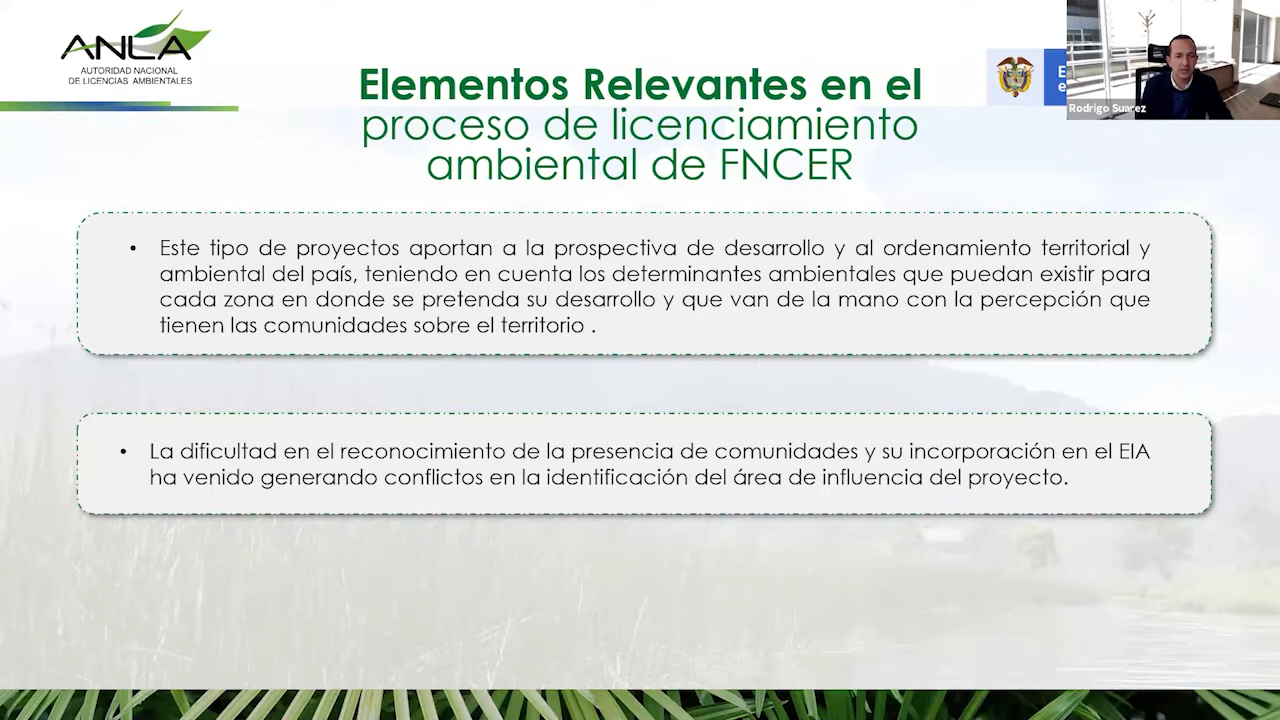 ANLA
AUTORIDAD NACIONAL
DE LICENCIAS AMBIENTALES
Elementos Relevantes en el
proceso de licenciamiento
ambiental de FNCER
Rodrigo Suarez
• Este tipo de proyectos aportan a la prospectiva de desarrollo y al ordenamiento territorial y
ambiental del país, teniendo en cuenta los determinantes ambientales que puedan existir para
cada zona en donde se pretenda su desarrollo y que van de la mano con la percepción que
tienen las comunidades sobre el territorio .
• La dificultad en el reconocimiento de la presencia de comunidades y su incorporación en el EIA
ha venido generando conflictos en la identificación del área de influencia del proyecto.